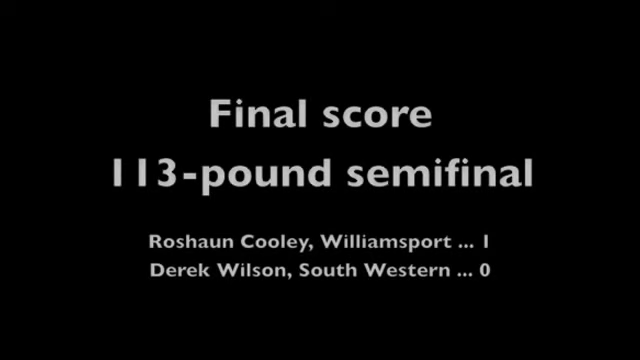 Final score
113-pound semifinal
Roshaun Cooley, Williamsport ... 1
Derek Wilson, South Western ... 0